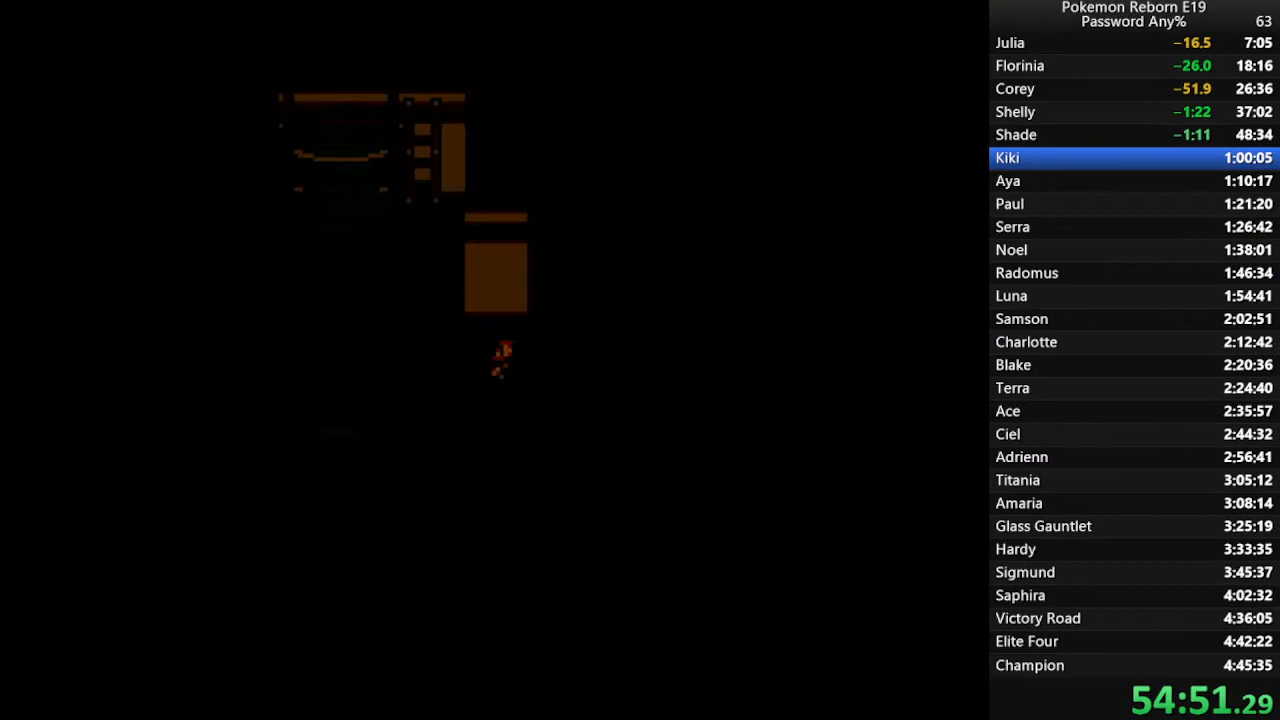 Pokemon Reborn E19
Password Any% 63
Julia −16.5 7:05
Florinia −26.0 18:16
Corey −51.9 26:36
Shelly −1:22 37:02
Shade −1:11 48:34
Kiki 1:00:05
Aya 1:10:17
Paul 1:21:20
Serra 1:26:42
Noel 1:38:01
Radomus 1:46:34
Luna 1:54:41
Samson 2:02:51
Charlotte 2:12:42
Blake 2:20:36
Terra 2:24:40
Ace 2:35:57
Ciel 2:44:32
Adrienn 2:56:41
Titania 3:05:12
Amaria 3:08:14
Glass Gauntlet 3:25:19
Hardy 3:33:35
Sigmund 3:45:37
Saphira 4:02:32
Victory Road 4:36:05
Elite Four 4:42:22
Champion 4:45:35
54:51.29